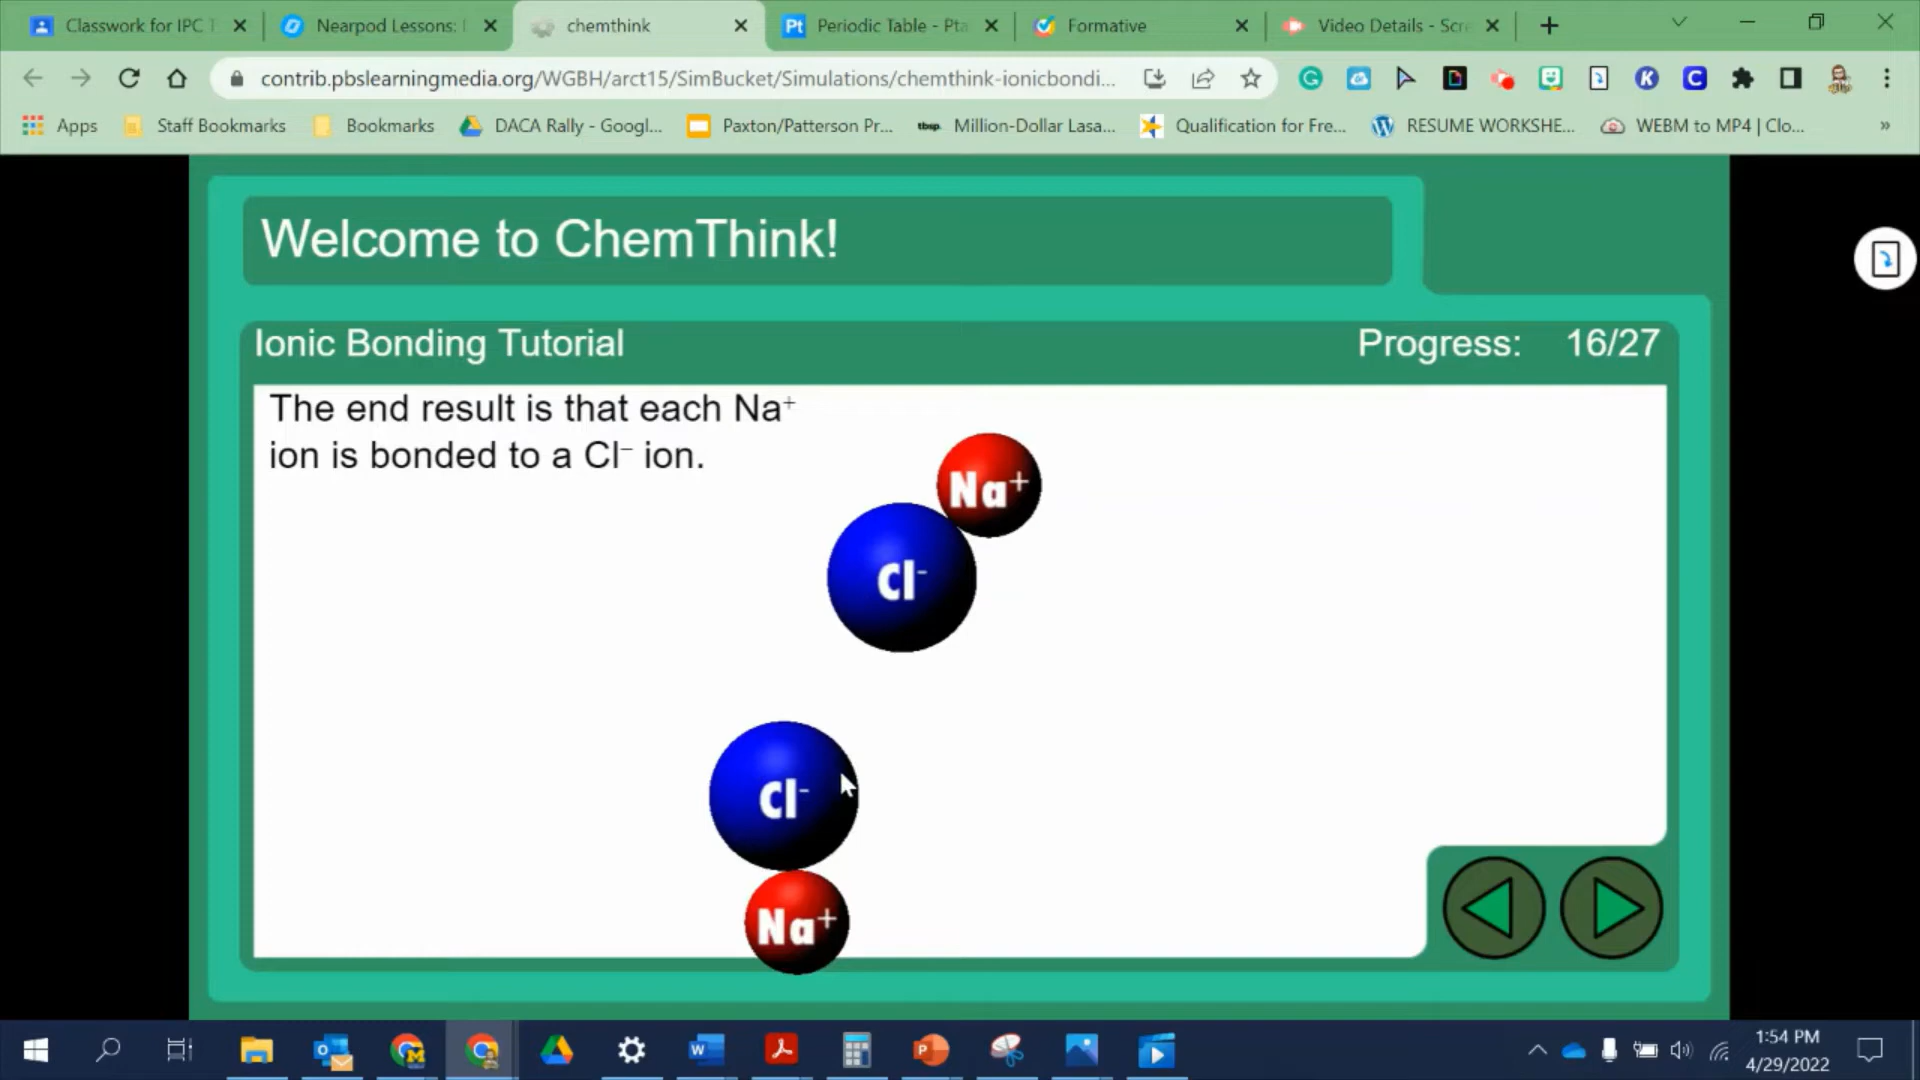 Classwork for IPC T
Nearpod Lessons: I
chemthink
Pt Periodic Table - Pta
Formative
Video Details - Scre
contrib.pbslearningmedia.org/WGBH/arct15/SimBucket/Simulations/chemthink-ionicbondi...
Apps
Staff Bookmarks
Bookmarks
DACA Rally - Googl...
Paxton/Patterson Pr...
tbsp Million-Dollar Lasa...
Qualification for Fre...
RESUME WORKSHE...
WEBM to MP4 | Clo...
»
Welcome to ChemThink!
Ionic Bonding Tutorial
Progress: 16/27
The end result is that each Na⁺
ion is bonded to a Cl⁻ ion.
Na⁺
Cl⁻
Cl⁻
Na⁺
1:54 PM
4/29/2022